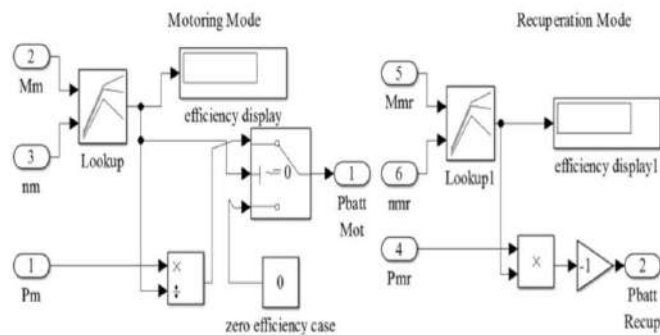 Motoring Mode
Recuperation Mode
2
Mm
3
nm
Lookup
efficiency display
~=0
1
Pbatt
Mot
1
Pm
×
÷
0
zero efficiency case
5
Mmr
6
nmr
Lookup1
efficiency display1
4
Pmr
×
-1
2
Pbatt
Recup